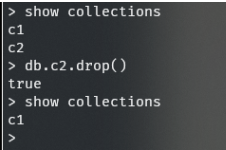 > show collections
c1
c2
> db.c2.drop()
true
> show collections
c1
>